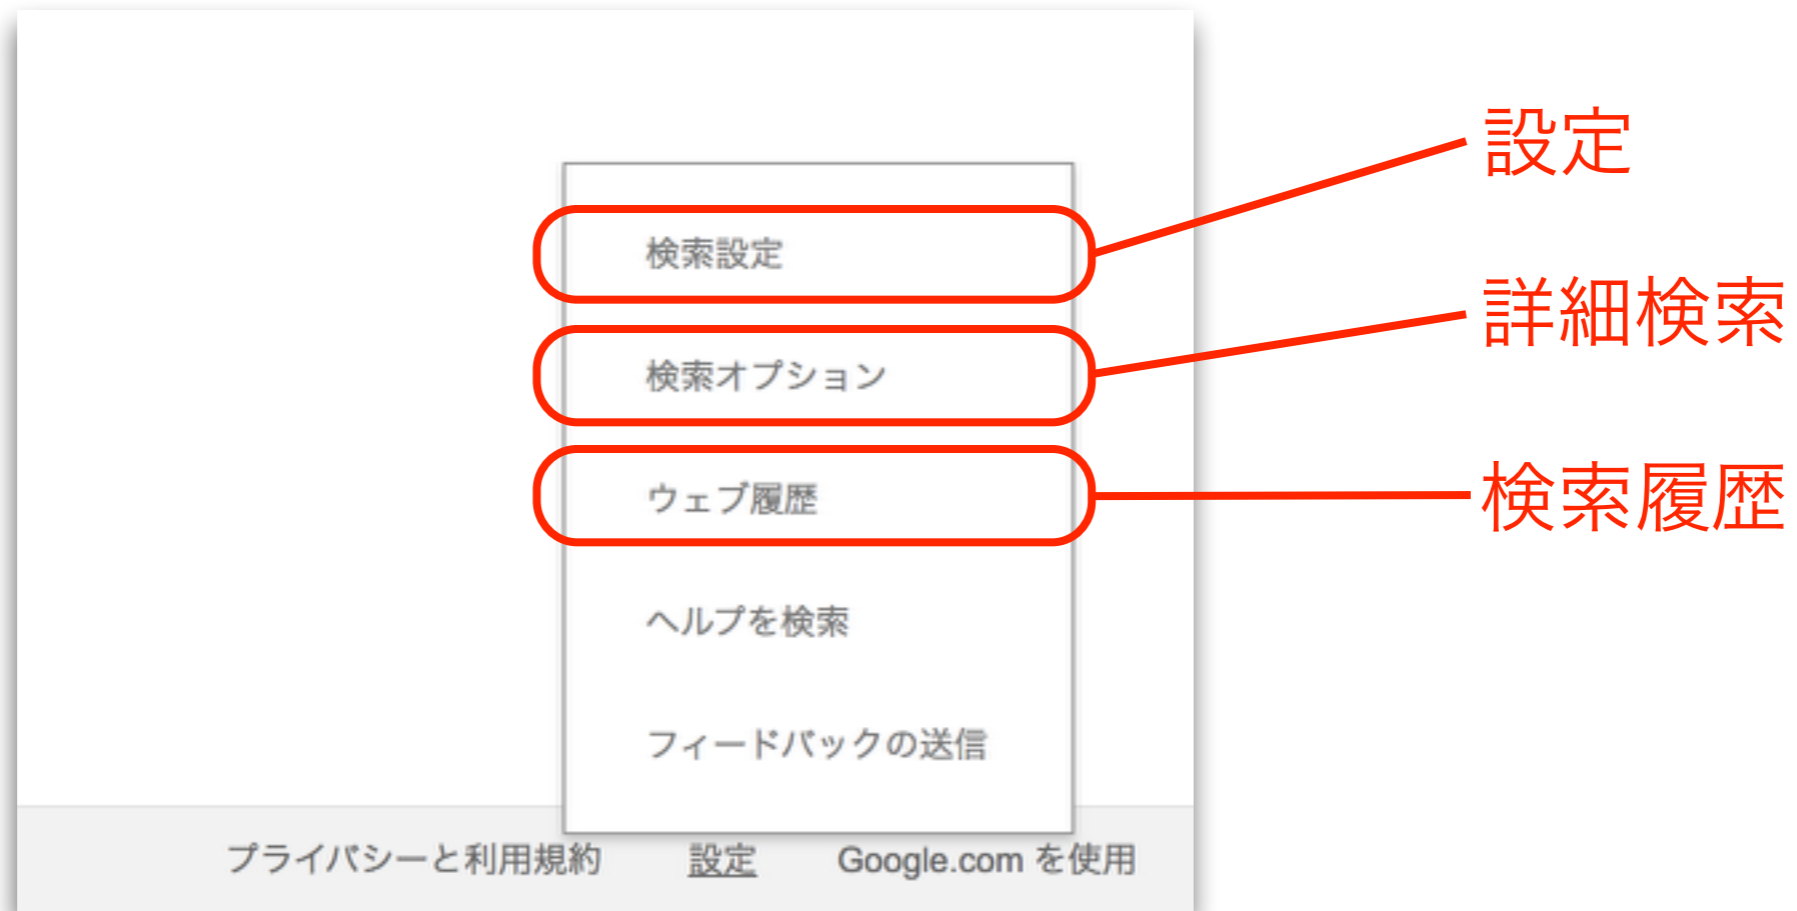 設定
検索設定
詳細検索
検索オプション
検索履歴
ウェブ履歴
ヘルプを検索
フィードバックの送信
プライバシーと利用規約 設定 Google.com を使用